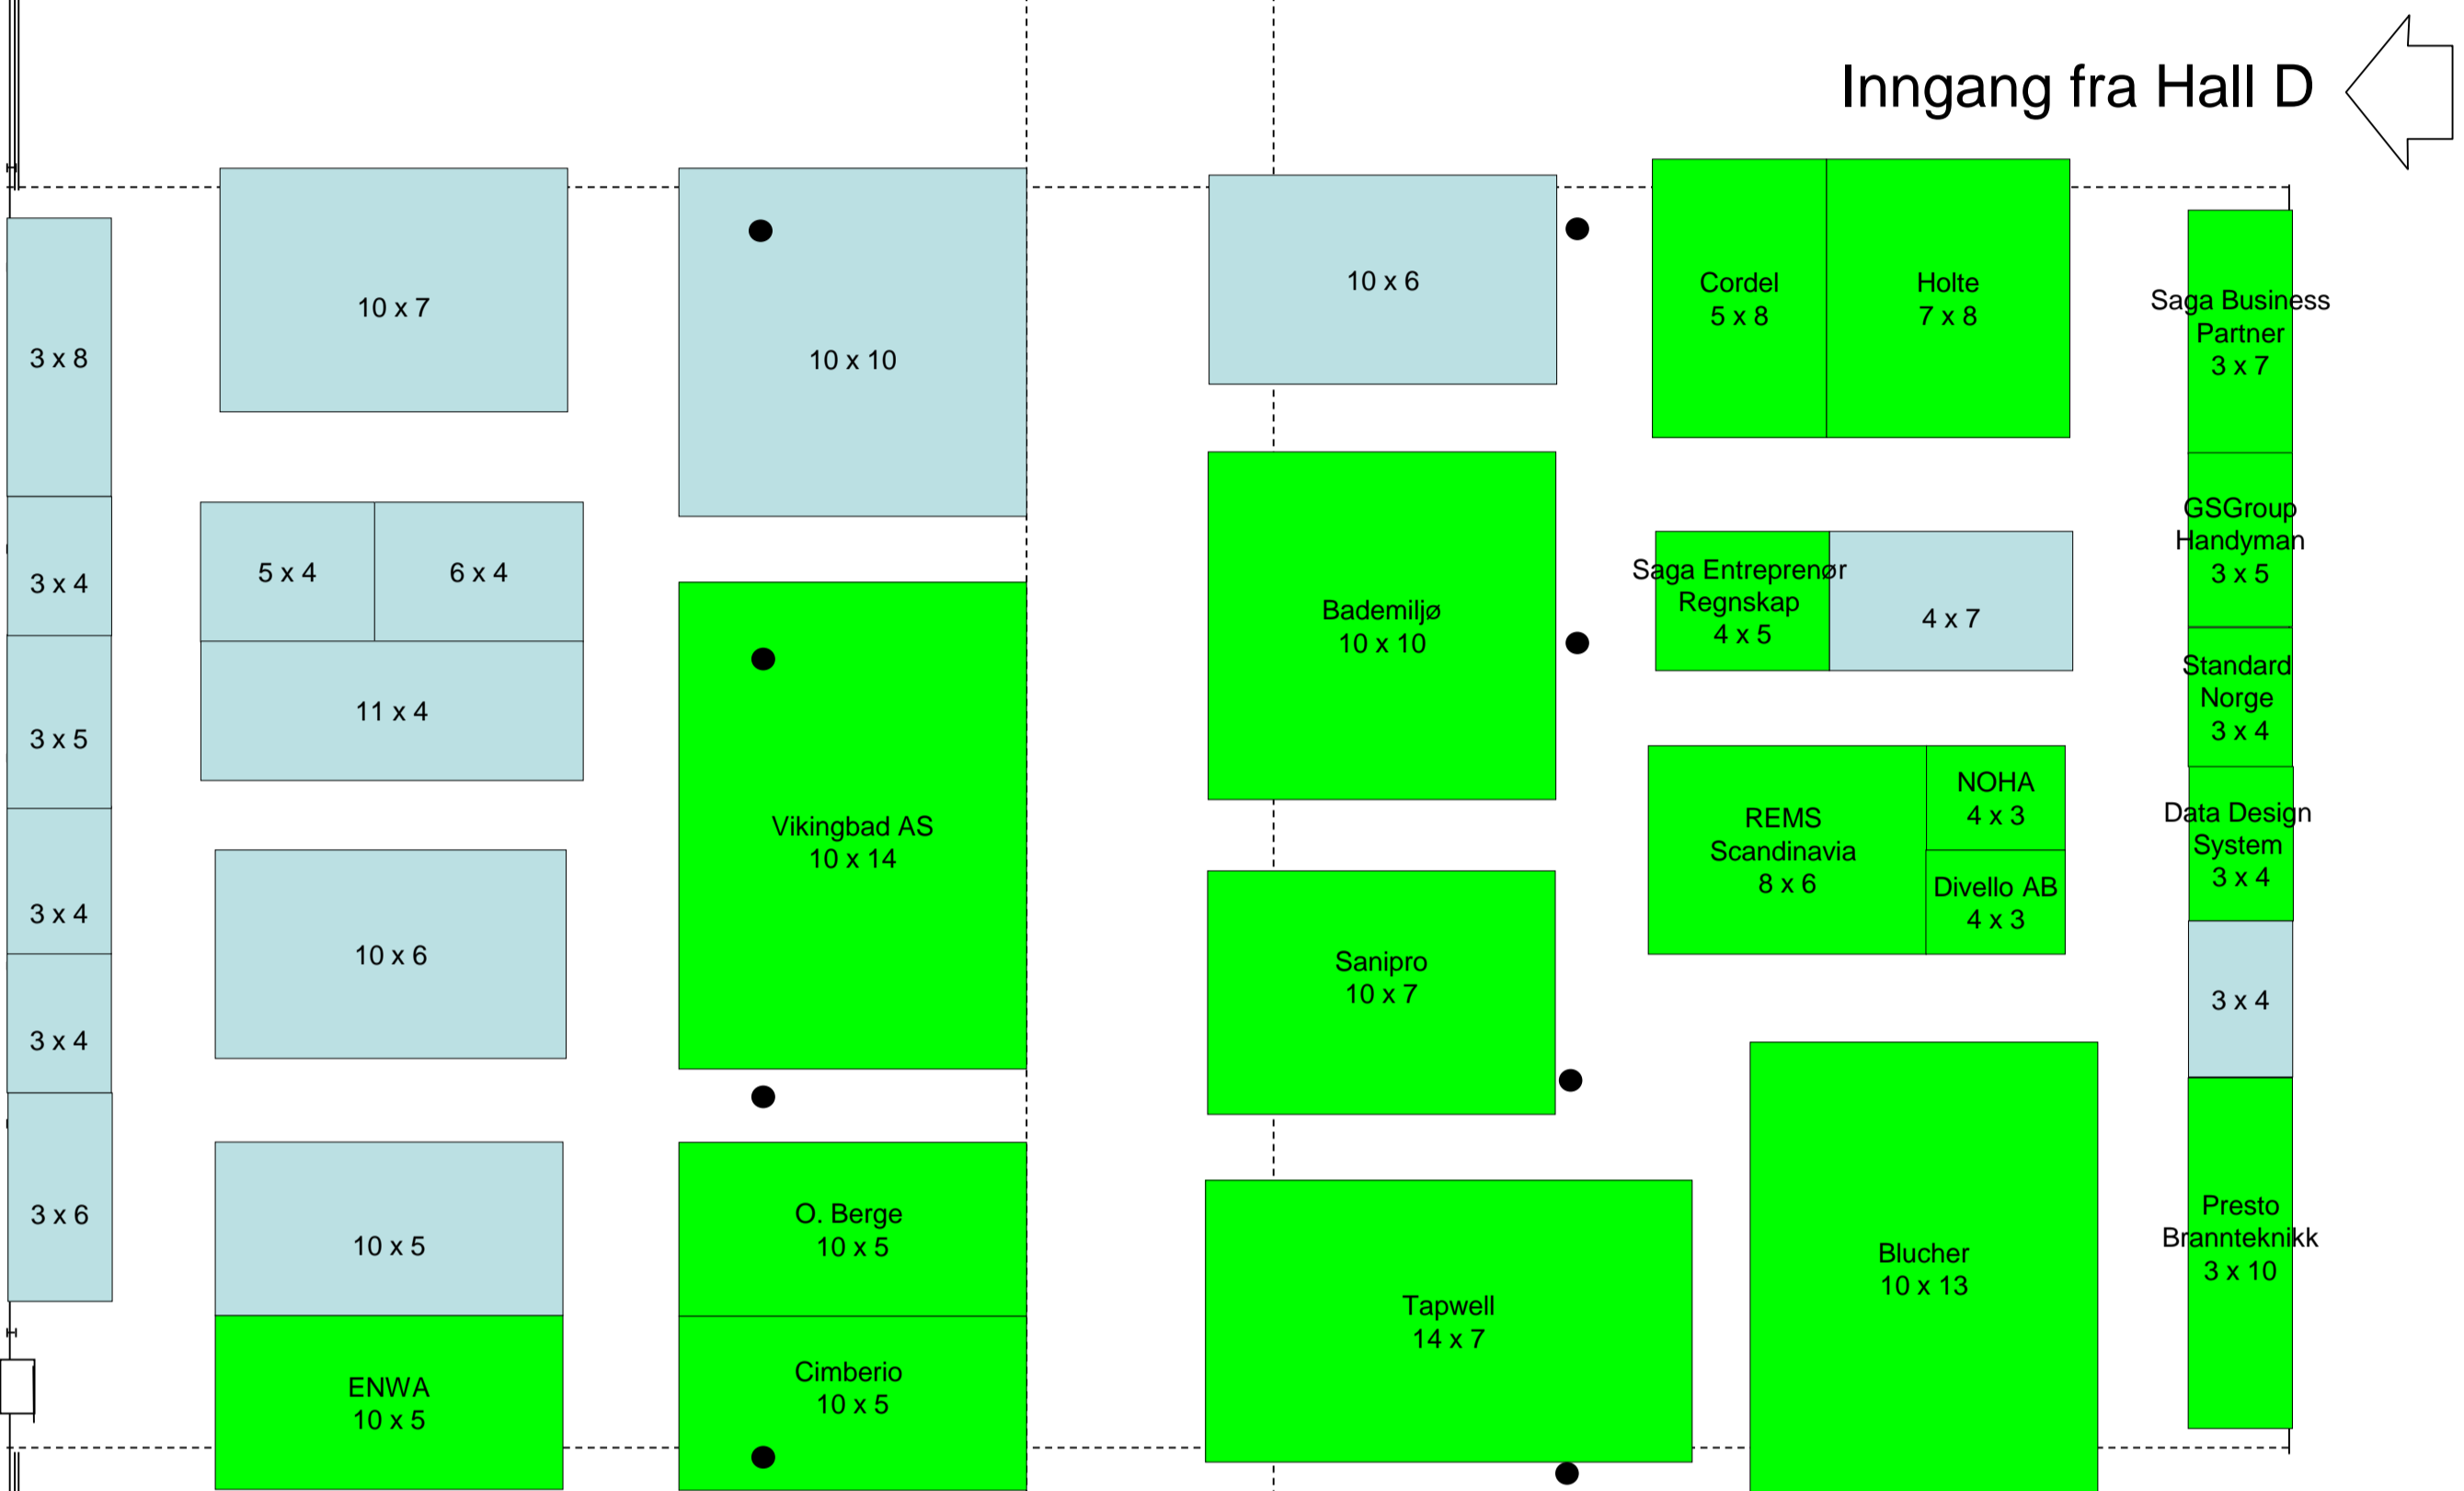 Inngang fra Hall D
3 x 8
3 x 4
3 x 5
3 x 4
3 x 4
3 x 6
10 x 7
5 x 4
6 x 4
11 x 4
10 x 6
10 x 5
ENWA
10 x 5
10 x 10
Vikingbad AS
10 x 14
O. Berge
10 x 5
Cimberio
10 x 5
10 x 6
Bademiljø
10 x 10
Sanipro
10 x 7
Tapwell
14 x 7
Cordel
5 x 8
Holte
7 x 8
Saga Entreprenør
Regnskap
4 x 5
4 x 7
REMS
Scandinavia
8 x 6
NOHA
4 x 3
Divello AB
4 x 3
Blucher
10 x 13
Saga Business
Partner
3 x 7
GSGroup
Handyman
3 x 5
Standard
Norge
3 x 4
Data Design
System
3 x 4
3 x 4
Presto
Brannteknikk
3 x 10